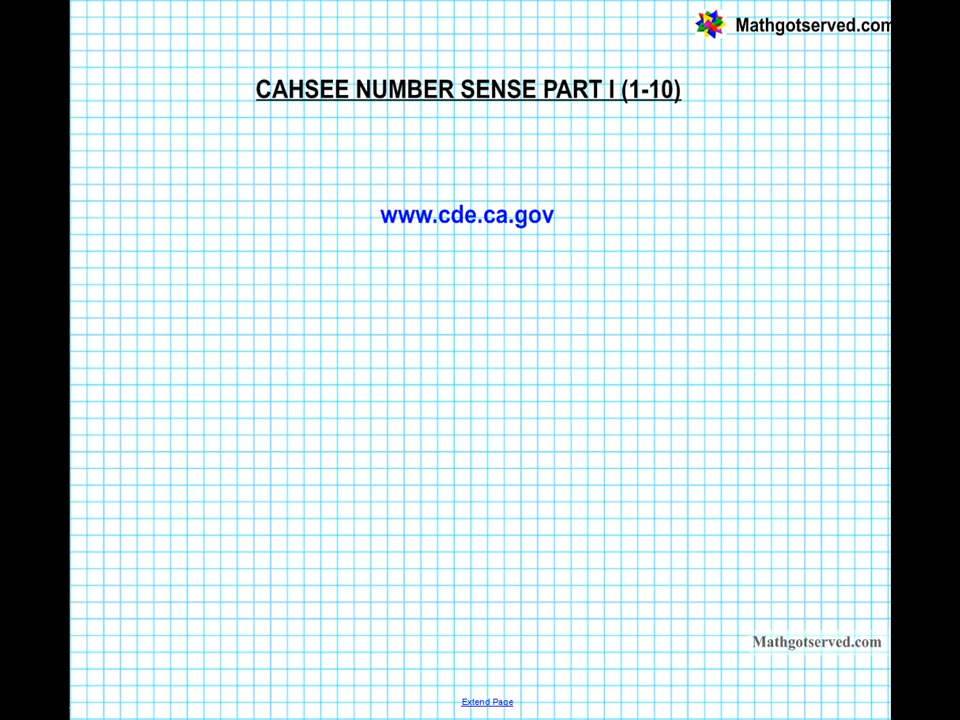 Mathgotserved.com
CAHSEE NUMBER SENSE PART I (1-10)
www.cde.ca.gov
Mathgotserved.com
Extend Page